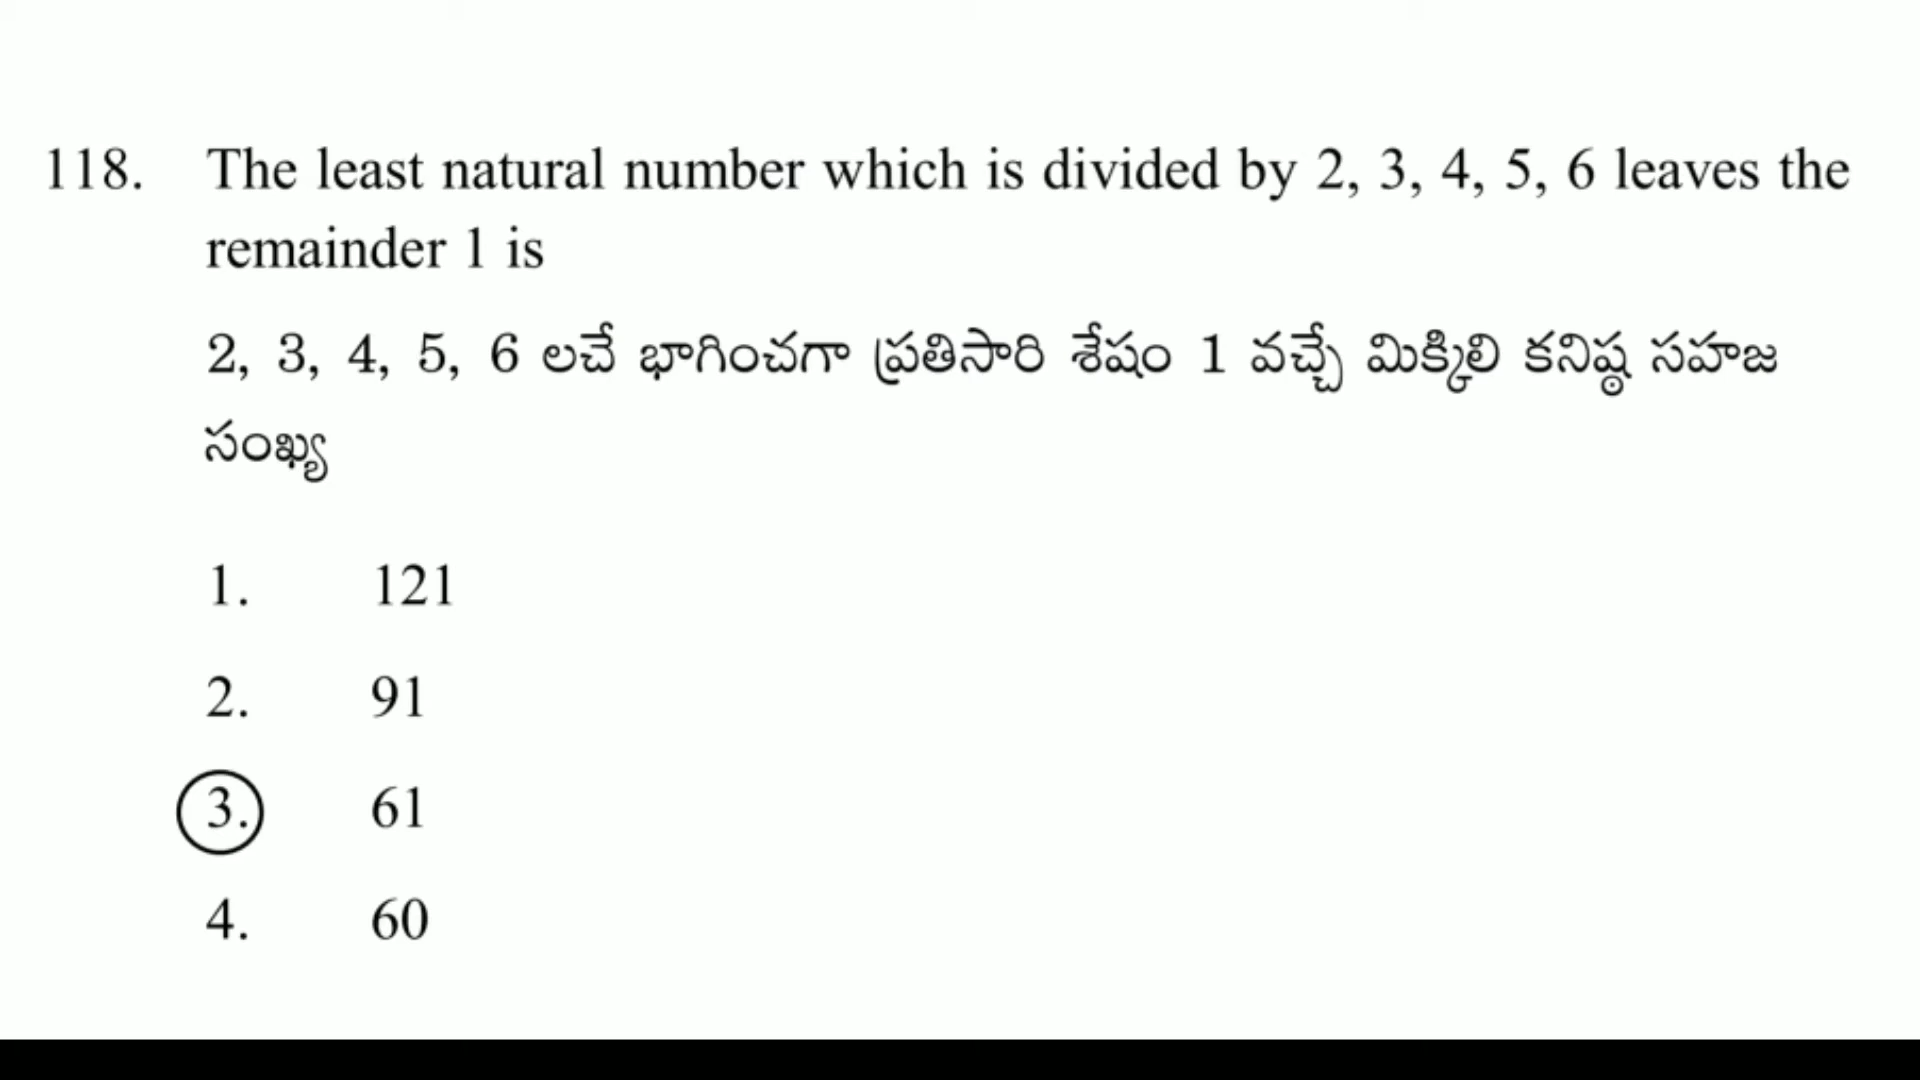 118. The least natural number which is divided by 2, 3, 4, 5, 6 leaves the
remainder 1 is
2, 3, 4, 5, 6 లచే భాగించగా ప్రతిసారి శేషం 1 వచ్చే మిక్కిలి కనిష్ఠ సహజ
సంఖ్య
1. 121
2. 91
3. 61
4. 60